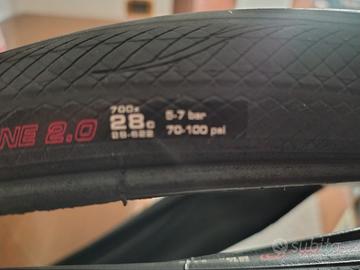 NE 2.0
700x
28c
28-622
5-7 bar
70-100 psi
subito